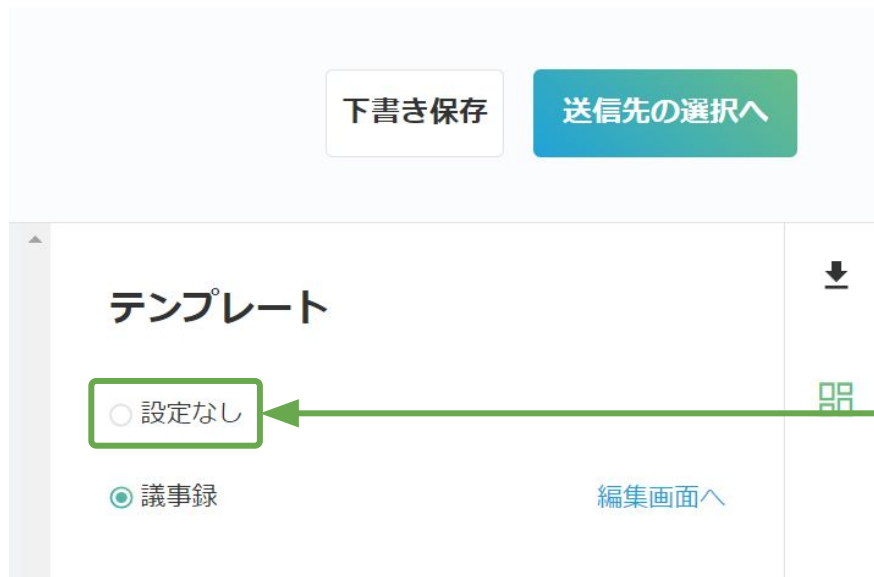 下書き保存
送信先の選択へ
テンプレート
設定なし
議事録
編集画面へ